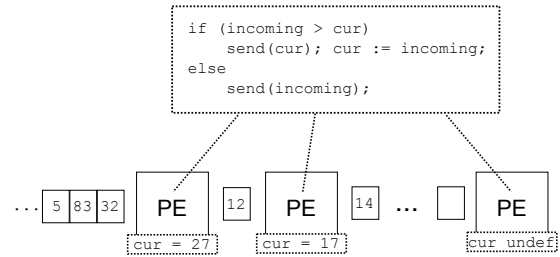 if (incoming > cur)
    send(cur); cur := incoming;
else
    send(incoming);
... 5 83 32 PE 12 PE 14 ... PE
cur = 27 cur = 17 cur undef